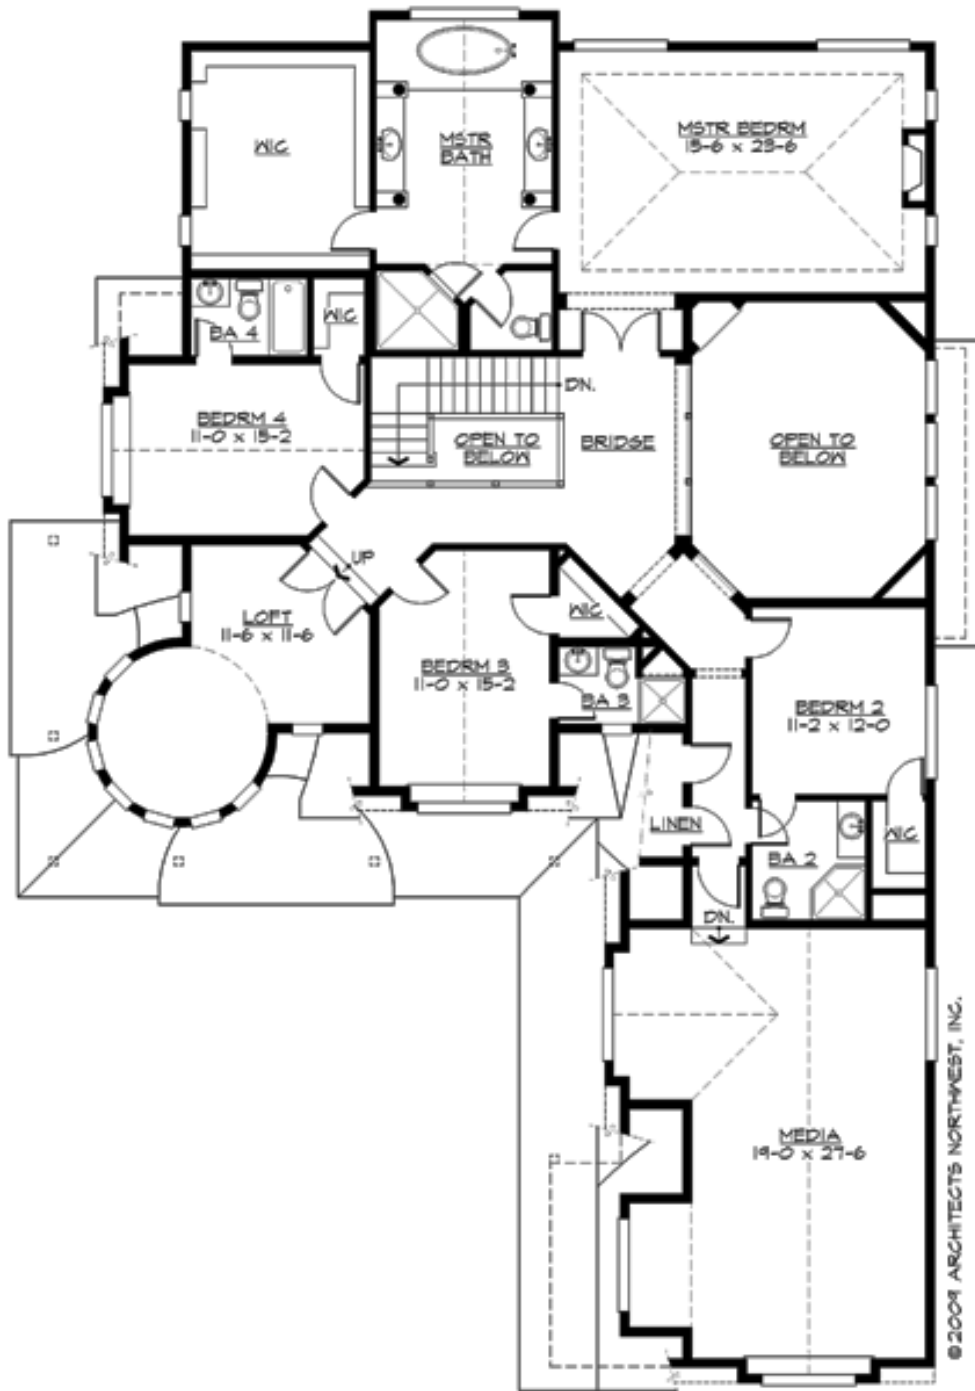 WIC
MSTR
BATH
MSTR BEDRM
15-6 x 23-6
BA 4
WIC
BEDRM 4
11-0 x 15-2
DN.
OPEN TO
BELOW
BRIDGE
OPEN TO
BELOW
UP
LOFT
11-6 x 11-6
WIC
BEDRM 3
11-0 x 15-2
BA 3
BEDRM 2
11-2 x 12-0
LINEN
BA 2
WIC
DN.
MEDIA
19-0 x 27-6
©2009 ARCHITECTS NORTHWEST, INC.